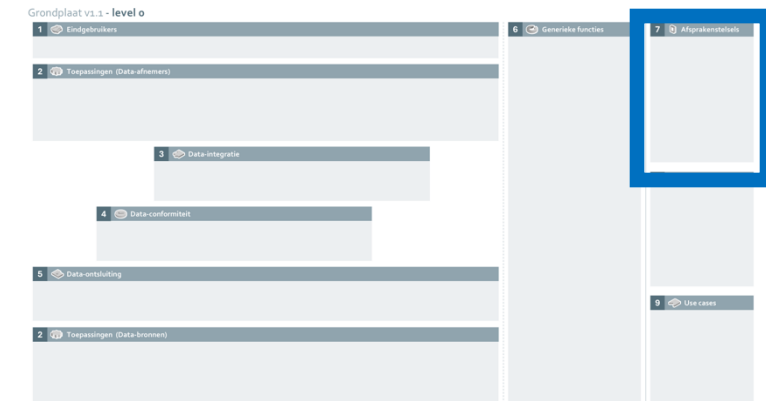 Grondplaat v1.1 - level 0
1 Eindgebruikers
2 Toepassingen (Data-afnemers)
3 Data-integratie
4 Data-conformiteit
5 Data-ontsluiting
2 Toepassingen (Data-bronnen)
6 Generieke functies
7 Afsprakenstelsels
9 Use cases